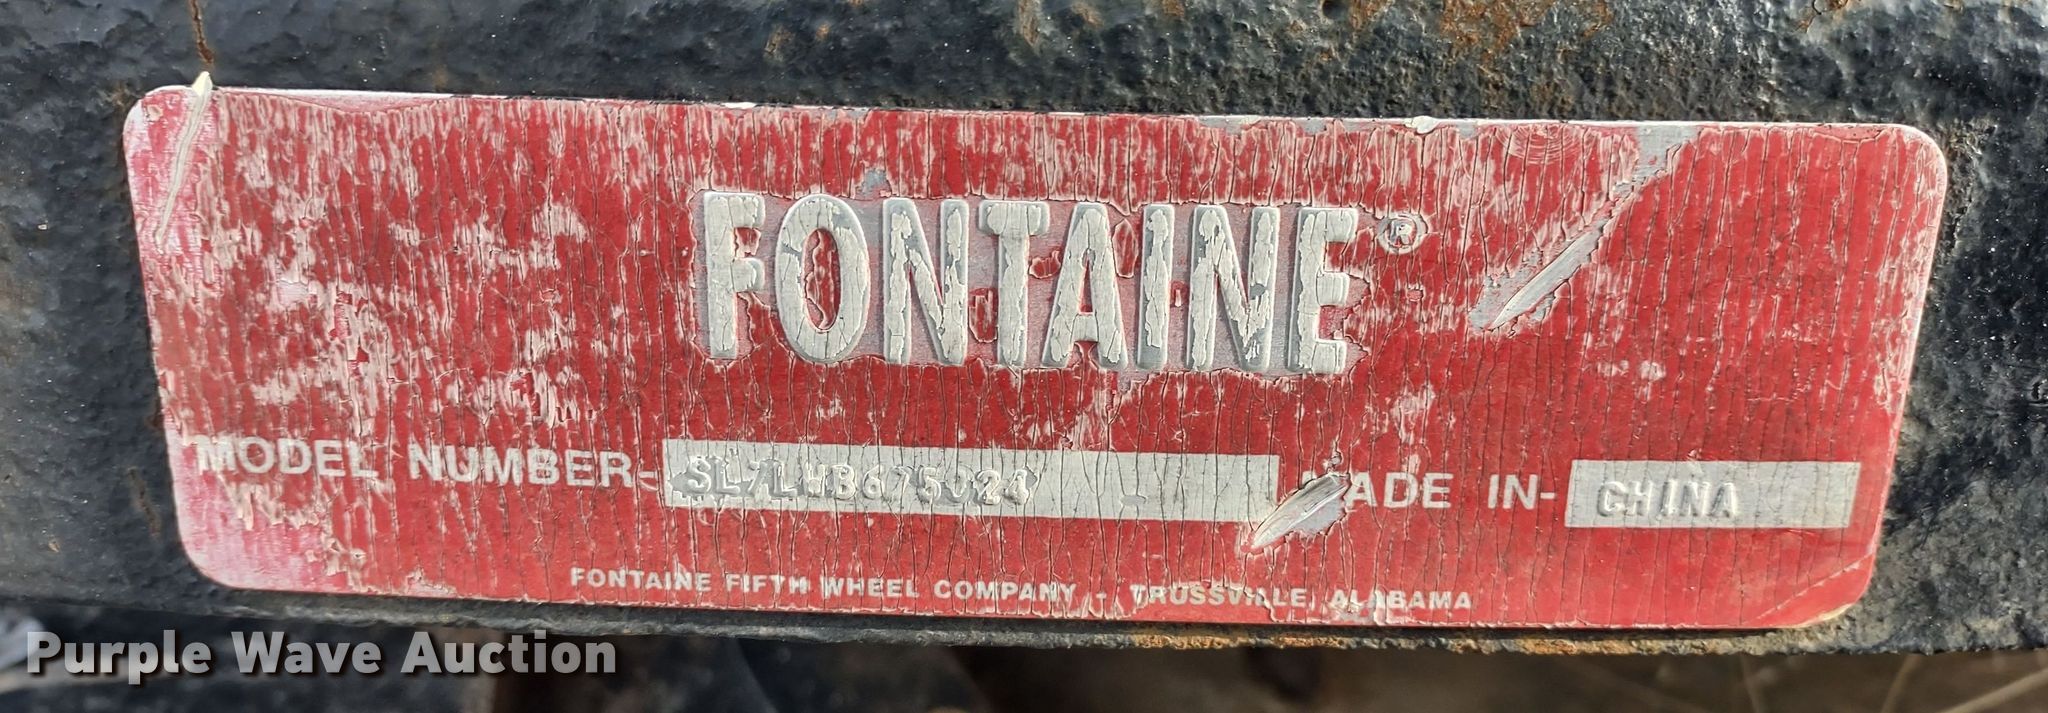 FONTAINE®
MODEL NUMBER- SL7LWB675024 MADE IN- CHINA
FONTAINE FIFTH WHEEL COMPANY - TRUSSVILLE, ALABAMA
Purple Wave Auction